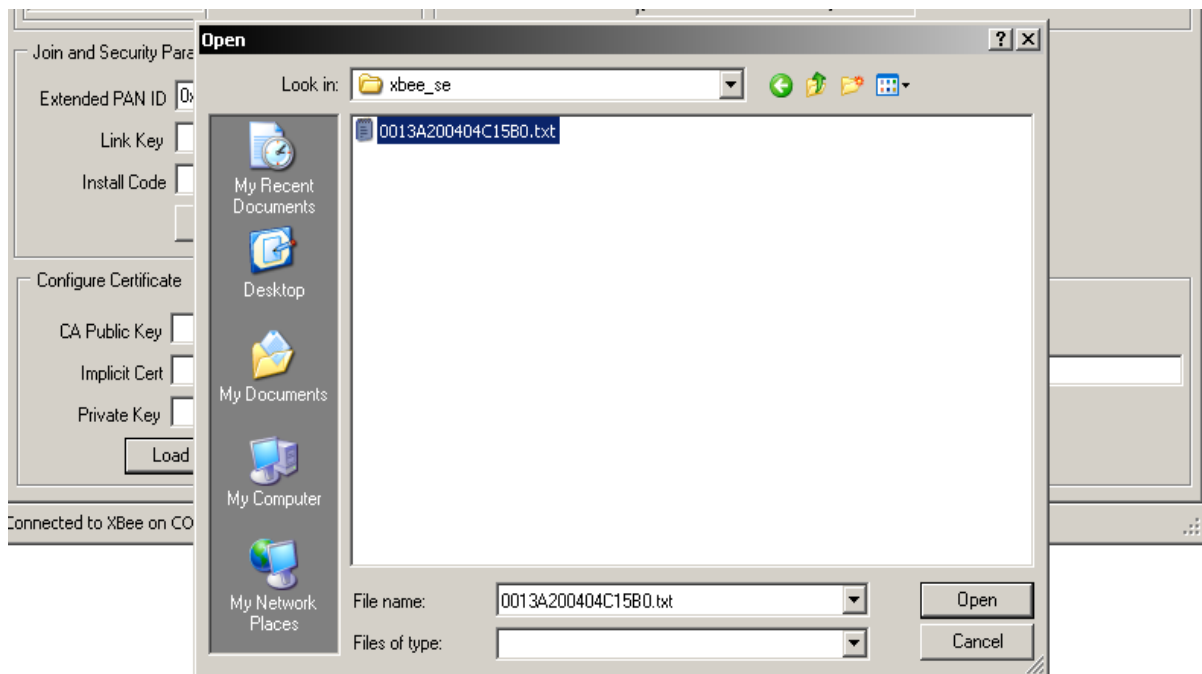 Open
Join and Security Para
Look in: xbee_se
Extended PAN ID 0x
Link Key
Install Code
0013A200404C15B0.txt
My Recent
Documents
Desktop
My Documents
My Computer
My Network
Places
Configure Certificate
CA Public Key
Implicit Cert
Private Key
Load
Connected to XBee on CO
File name: 0013A200404C15B0.txt Open
Files of type: Cancel